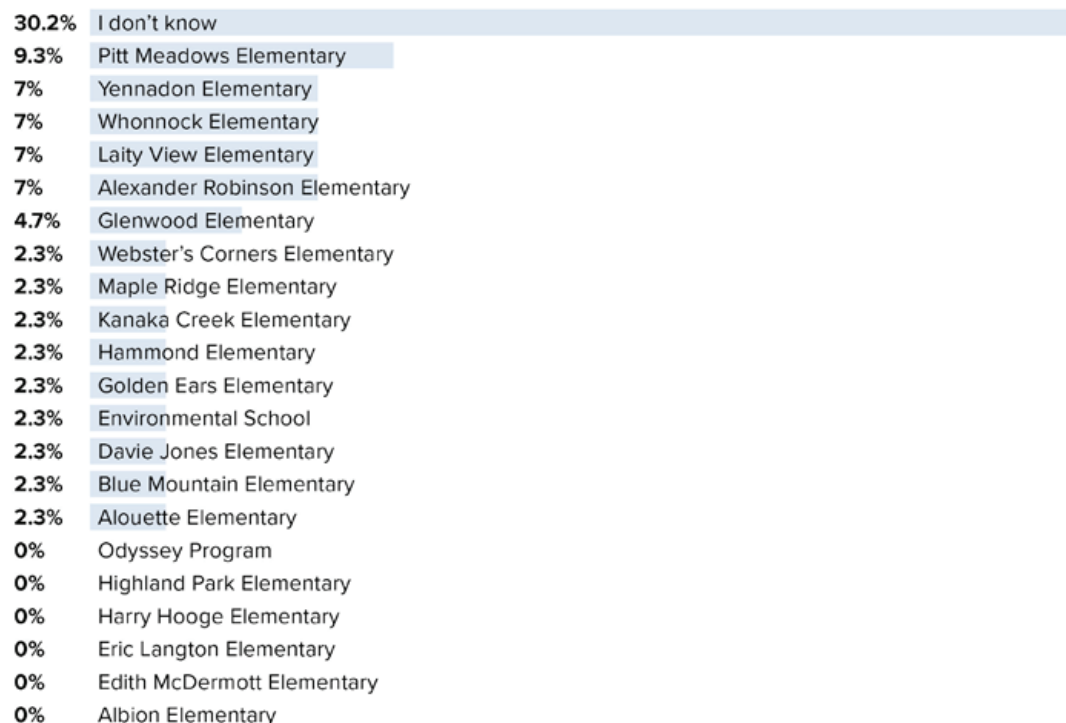 30.2% I don’t know
9.3% Pitt Meadows Elementary
7% Yennadon Elementary
7% Whonnock Elementary
7% Laity View Elementary
7% Alexander Robinson Elementary
4.7% Glenwood Elementary
2.3% Webster’s Corners Elementary
2.3% Maple Ridge Elementary
2.3% Kanaka Creek Elementary
2.3% Hammond Elementary
2.3% Golden Ears Elementary
2.3% Environmental School
2.3% Davie Jones Elementary
2.3% Blue Mountain Elementary
2.3% Alouette Elementary
0% Odyssey Program
0% Highland Park Elementary
0% Harry Hooge Elementary
0% Eric Langton Elementary
0% Edith McDermott Elementary
0% Albion Elementary